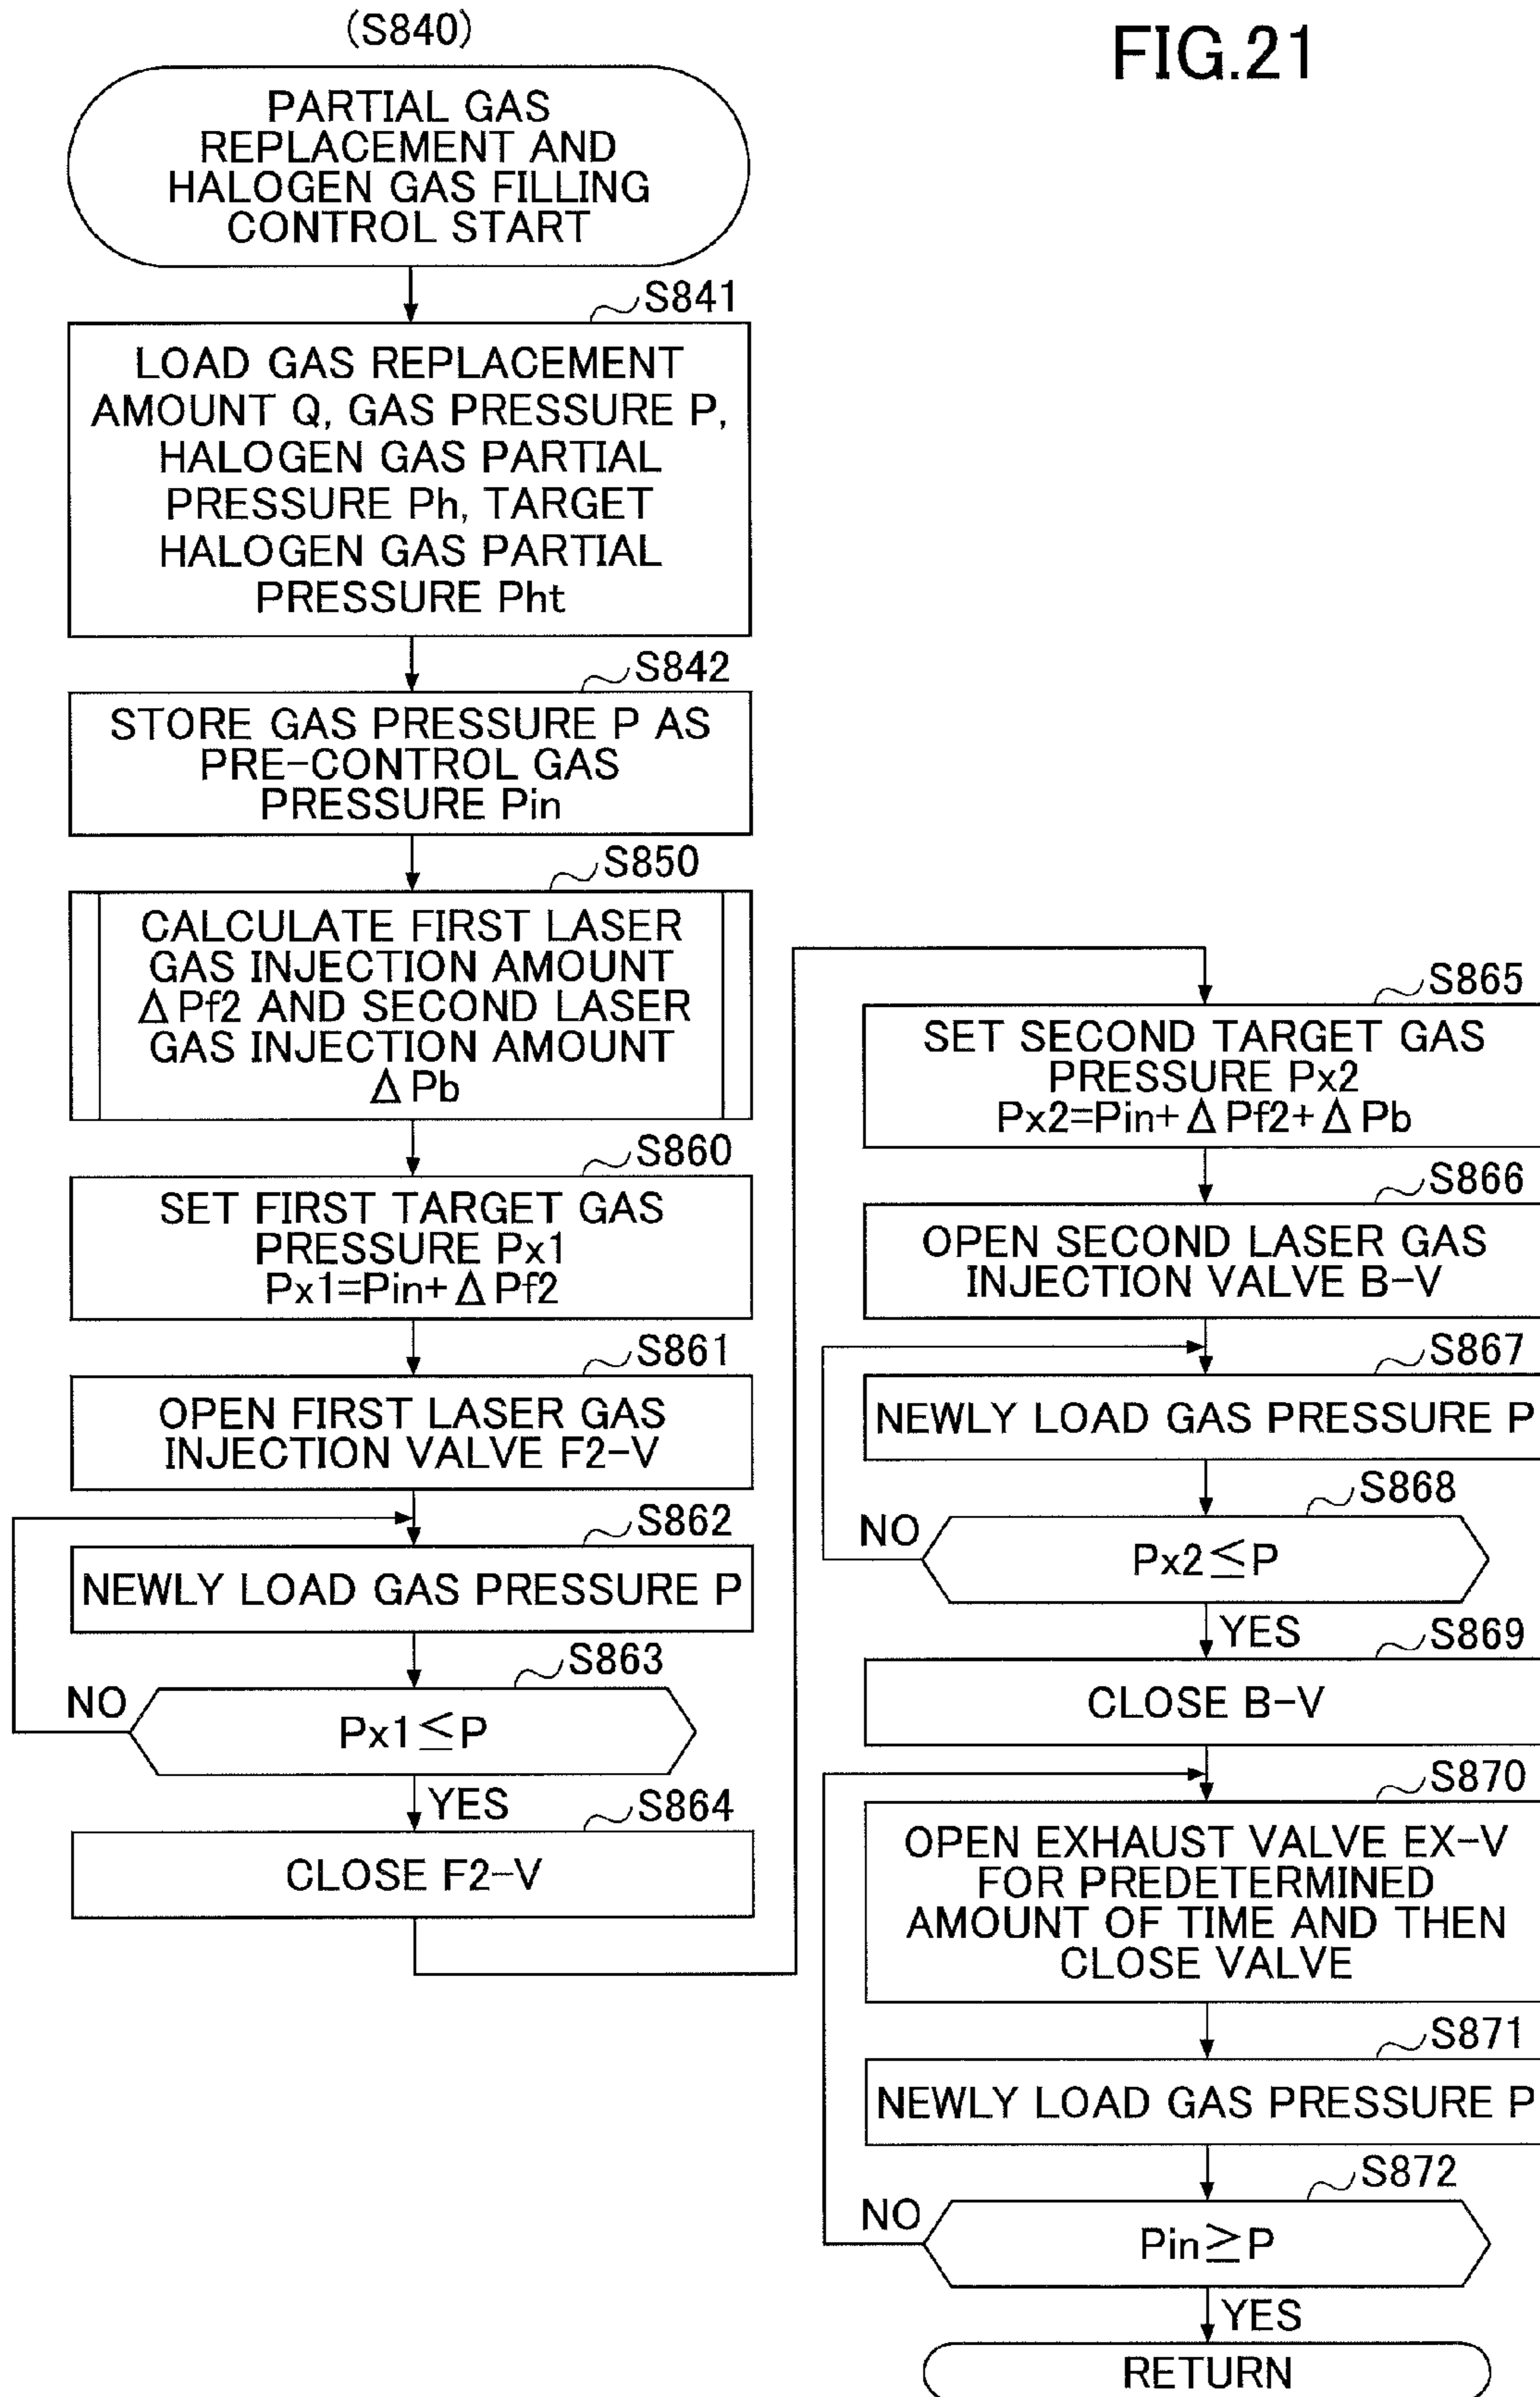 (S840)
FIG.21
PARTIAL GAS
REPLACEMENT AND
HALOGEN GAS FILLING
CONTROL START
S841
LOAD GAS REPLACEMENT
AMOUNT Q, GAS PRESSURE P,
HALOGEN GAS PARTIAL
PRESSURE Ph, TARGET
HALOGEN GAS PARTIAL
PRESSURE Pht
S842
STORE GAS PRESSURE P AS
PRE-CONTROL GAS
PRESSURE Pin
S850
CALCULATE FIRST LASER
GAS INJECTION AMOUNT
ΔPf2 AND SECOND LASER
GAS INJECTION AMOUNT
ΔPb
S860
SET FIRST TARGET GAS
PRESSURE Px1
Px1=Pin+ΔPf2
S861
OPEN FIRST LASER GAS
INJECTION VALVE F2-V
S862
NEWLY LOAD GAS PRESSURE P
S863
NO
Px1≦P
YES
S864
CLOSE F2-V
S865
SET SECOND TARGET GAS
PRESSURE Px2
Px2=Pin+ΔPf2+ΔPb
S866
OPEN SECOND LASER GAS
INJECTION VALVE B-V
S867
NEWLY LOAD GAS PRESSURE P
S868
NO
Px2≦P
YES
S869
CLOSE B-V
S870
OPEN EXHAUST VALVE EX-V
FOR PREDETERMINED
AMOUNT OF TIME AND THEN
CLOSE VALVE
S871
NEWLY LOAD GAS PRESSURE P
S872
NO
Pin≧P
YES
RETURN